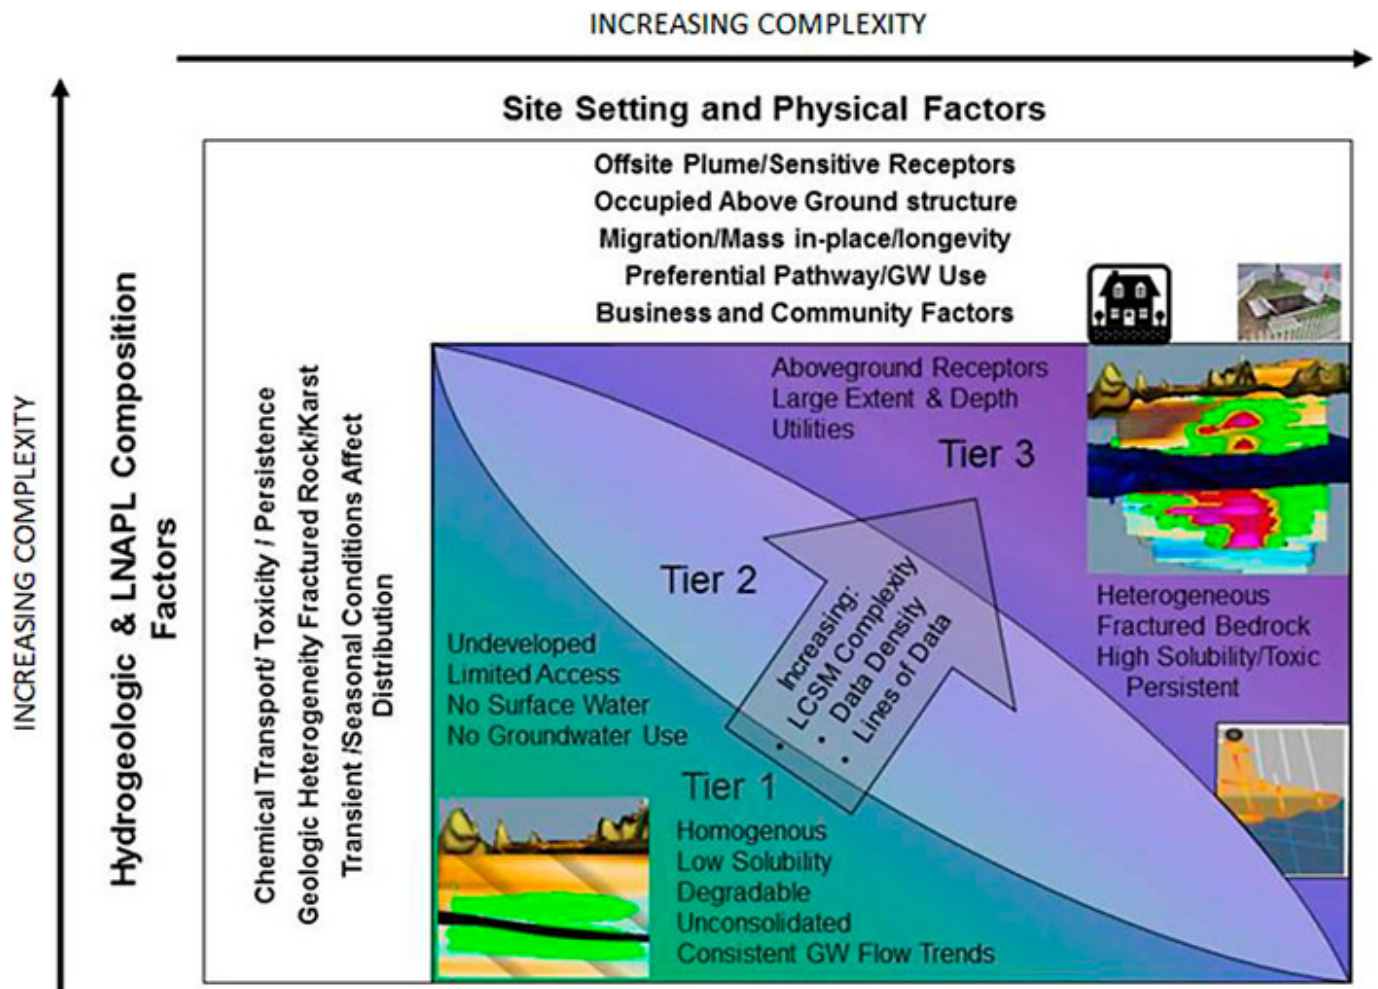 INCREASING COMPLEXITY
Site Setting and Physical Factors
Offsite Plume/Sensitive Receptors
Occupied Above Ground structure
Migration/Mass in-place/longevity
Preferential Pathway/GW Use
Business and Community Factors
INCREASING COMPLEXITY
Hydrogeologic & LNAPL Composition
Factors
Chemical Transport/ Toxicity / Persistence
Geologic Heterogeneity Fractured Rock/Karst
Transient /Seasonal Conditions Affect
Distribution
Aboveground Receptors
Large Extent & Depth
Utilities
Tier 3
Tier 2
Increasing:
• LCSM Complexity
• Data Density
• Lines of Data
Heterogeneous
Fractured Bedrock
High Solubility/Toxic
Persistent
Undeveloped
Limited Access
No Surface Water
No Groundwater Use
Tier 1
Homogenous
Low Solubility
Degradable
Unconsolidated
Consistent GW Flow Trends